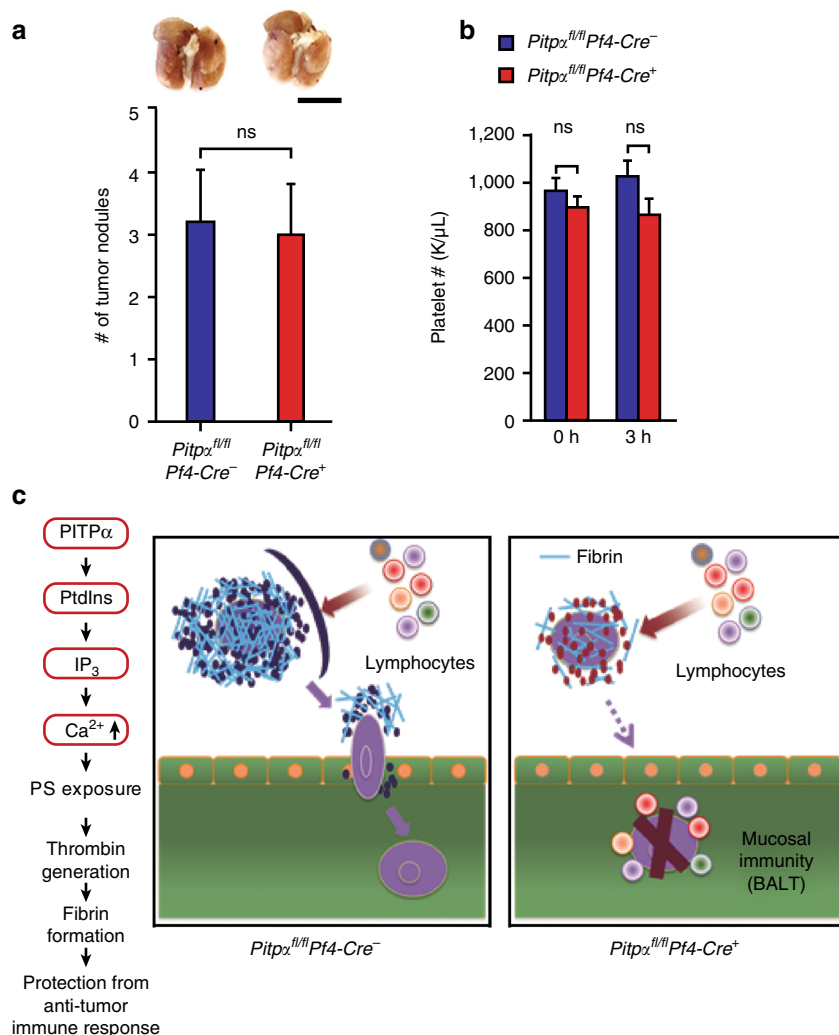 a
ns
# of tumor nodules
5
4
3
2
1
0
Pitpα^fl/fl
Pf4-Cre⁻
Pitpα^fl/fl
Pf4-Cre⁺
b
Pitpα^fl/fl Pf4-Cre⁻
Pitpα^fl/fl Pf4-Cre⁺
ns
ns
Platelet # (K/μL)
1,200
1,000
800
600
400
200
0
0 h
3 h
c
PITPα
PtdIns
IP₃
Ca²⁺
PS exposure
Thrombin
generation
Fibrin
formation
Protection from
anti-tumor
immune response
Lymphocytes
Pitpα^fl/fl Pf4-Cre⁻
Fibrin
Lymphocytes
Mucosal
immunity
(BALT)
Pitpα^fl/fl Pf4-Cre⁺